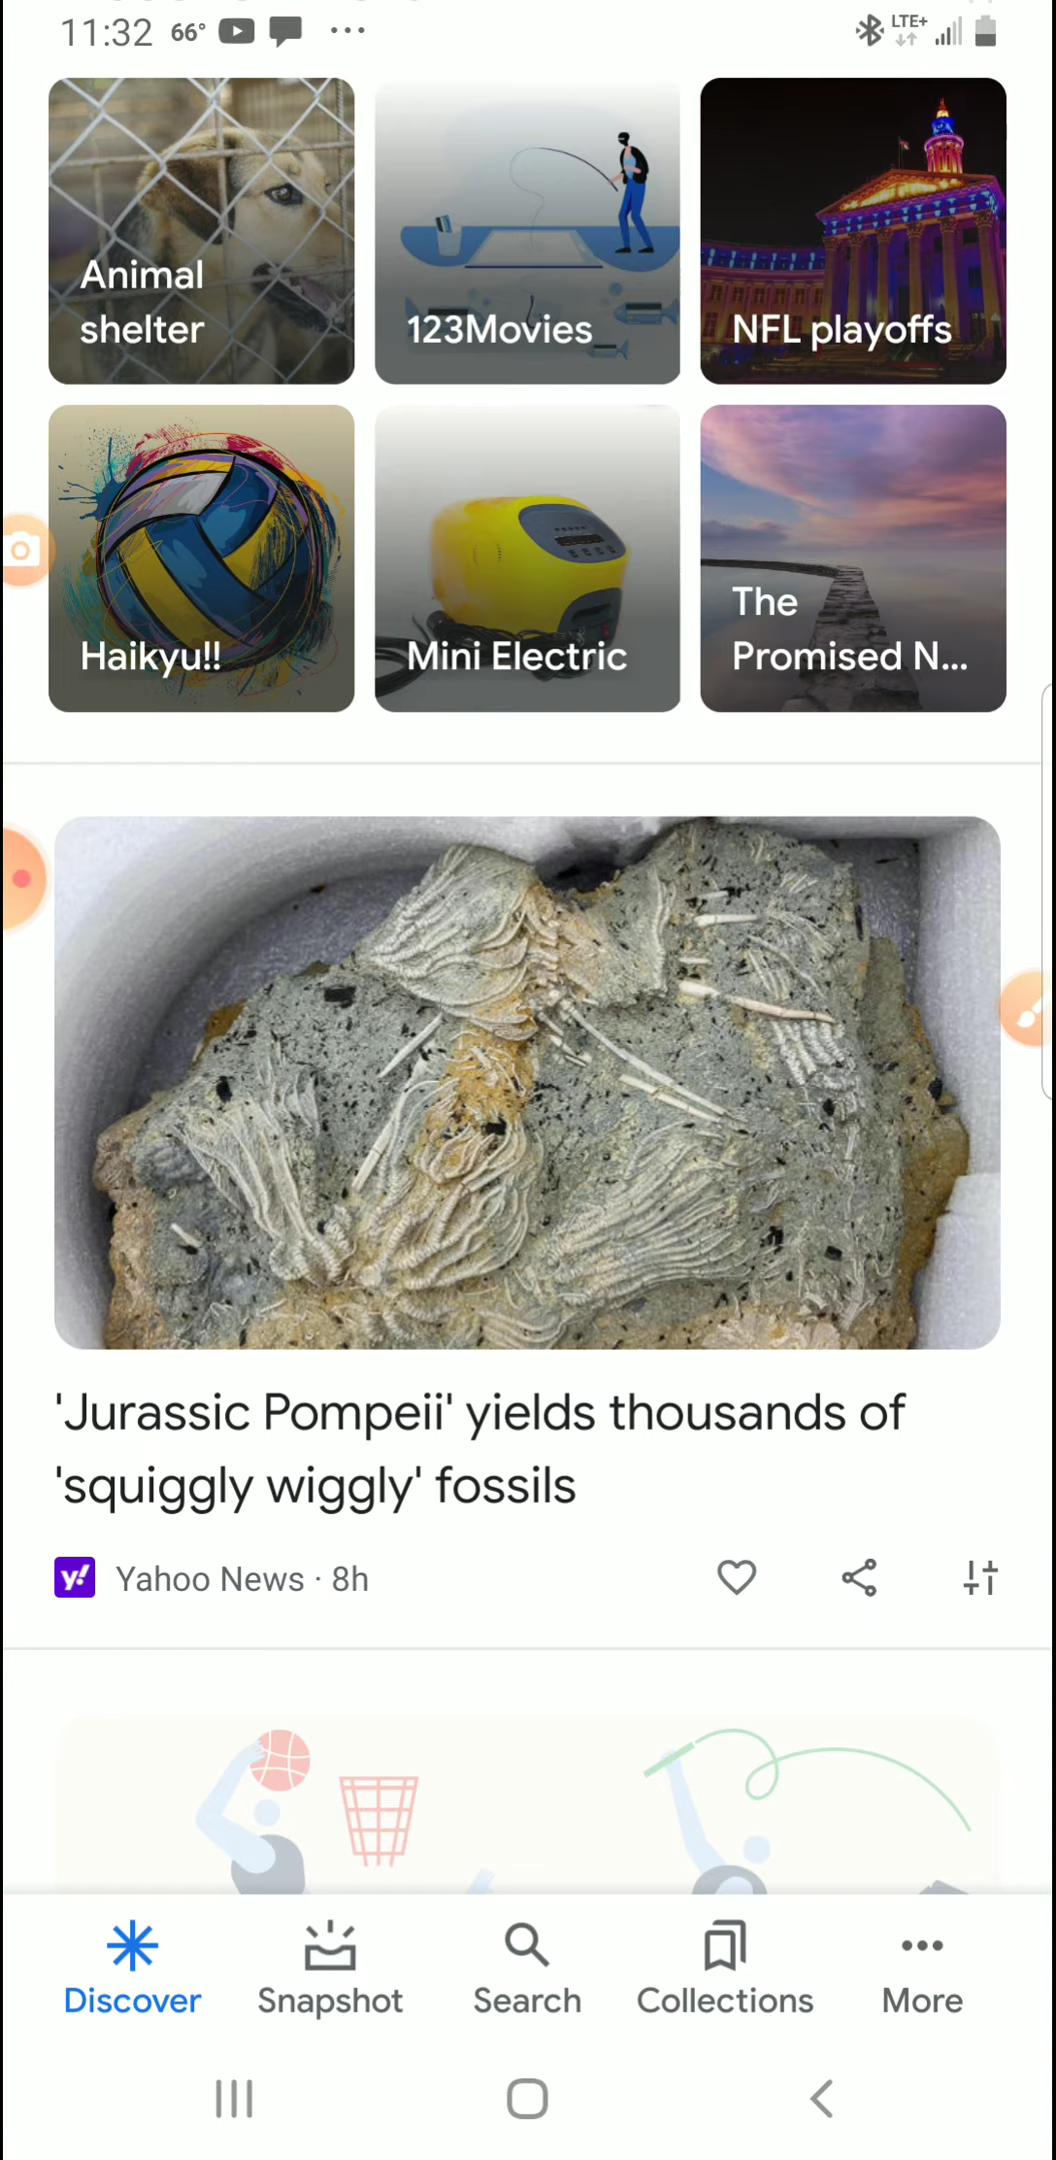 11:32 66° LTE+
Animal
shelter
123Movies
NFL playoffs
Haikyu!!
Mini Electric
The
Promised N...
'Jurassic Pompeii' yields thousands of
'squiggly wiggly' fossils
y! Yahoo News · 8h
Discover Snapshot Search Collections More